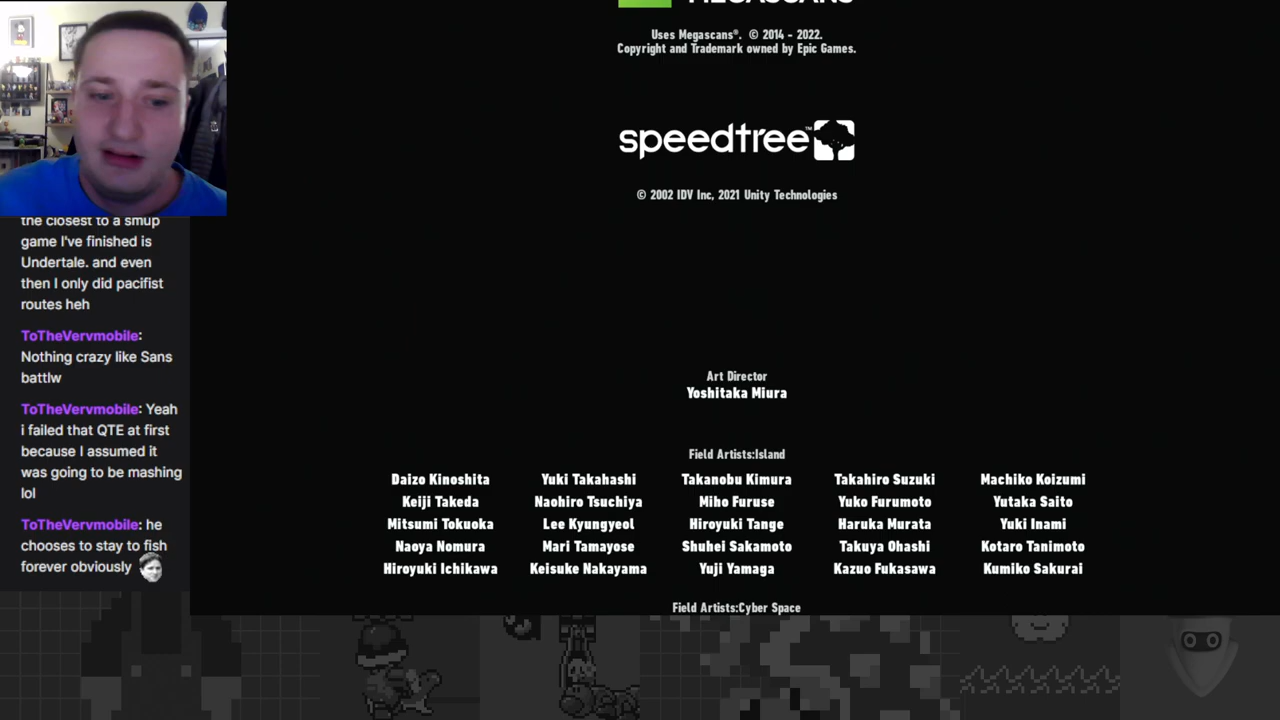 MEGASCANS
Uses Megascans®. © 2014 - 2022.
Copyright and Trademark owned by Epic Games.
speedtree™
© 2002 IDV Inc, 2021 Unity Technologies
the closest to a smup
game I've finished is
Undertale. and even
then I only did pacifist
routes heh
ToTheVervmobile:
Nothing crazy like Sans
battlw
ToTheVervmobile: Yeah
i failed that QTE at first
because I assumed it
was going to be mashing
lol
ToTheVervmobile: he
chooses to stay to fish
forever obviously
Art Director
Yoshitaka Miura
Field Artists:Island
Daizo Kinoshita Yuki Takahashi Takanobu Kimura Takahiro Suzuki Machiko Koizumi
Keiji Takeda Naohiro Tsuchiya Miho Furuse Yuko Furumoto Yutaka Saito
Mitsumi Tokuoka Lee Kyungyeol Hiroyuki Tange Haruka Murata Yuki Inami
Naoya Nomura Mari Tamayose Shuhei Sakamoto Takuya Ohashi Kotaro Tanimoto
Hiroyuki Ichikawa Keisuke Nakayama Yuji Yamaga Kazuo Fukasawa Kumiko Sakurai
Field Artists:Cyber Space